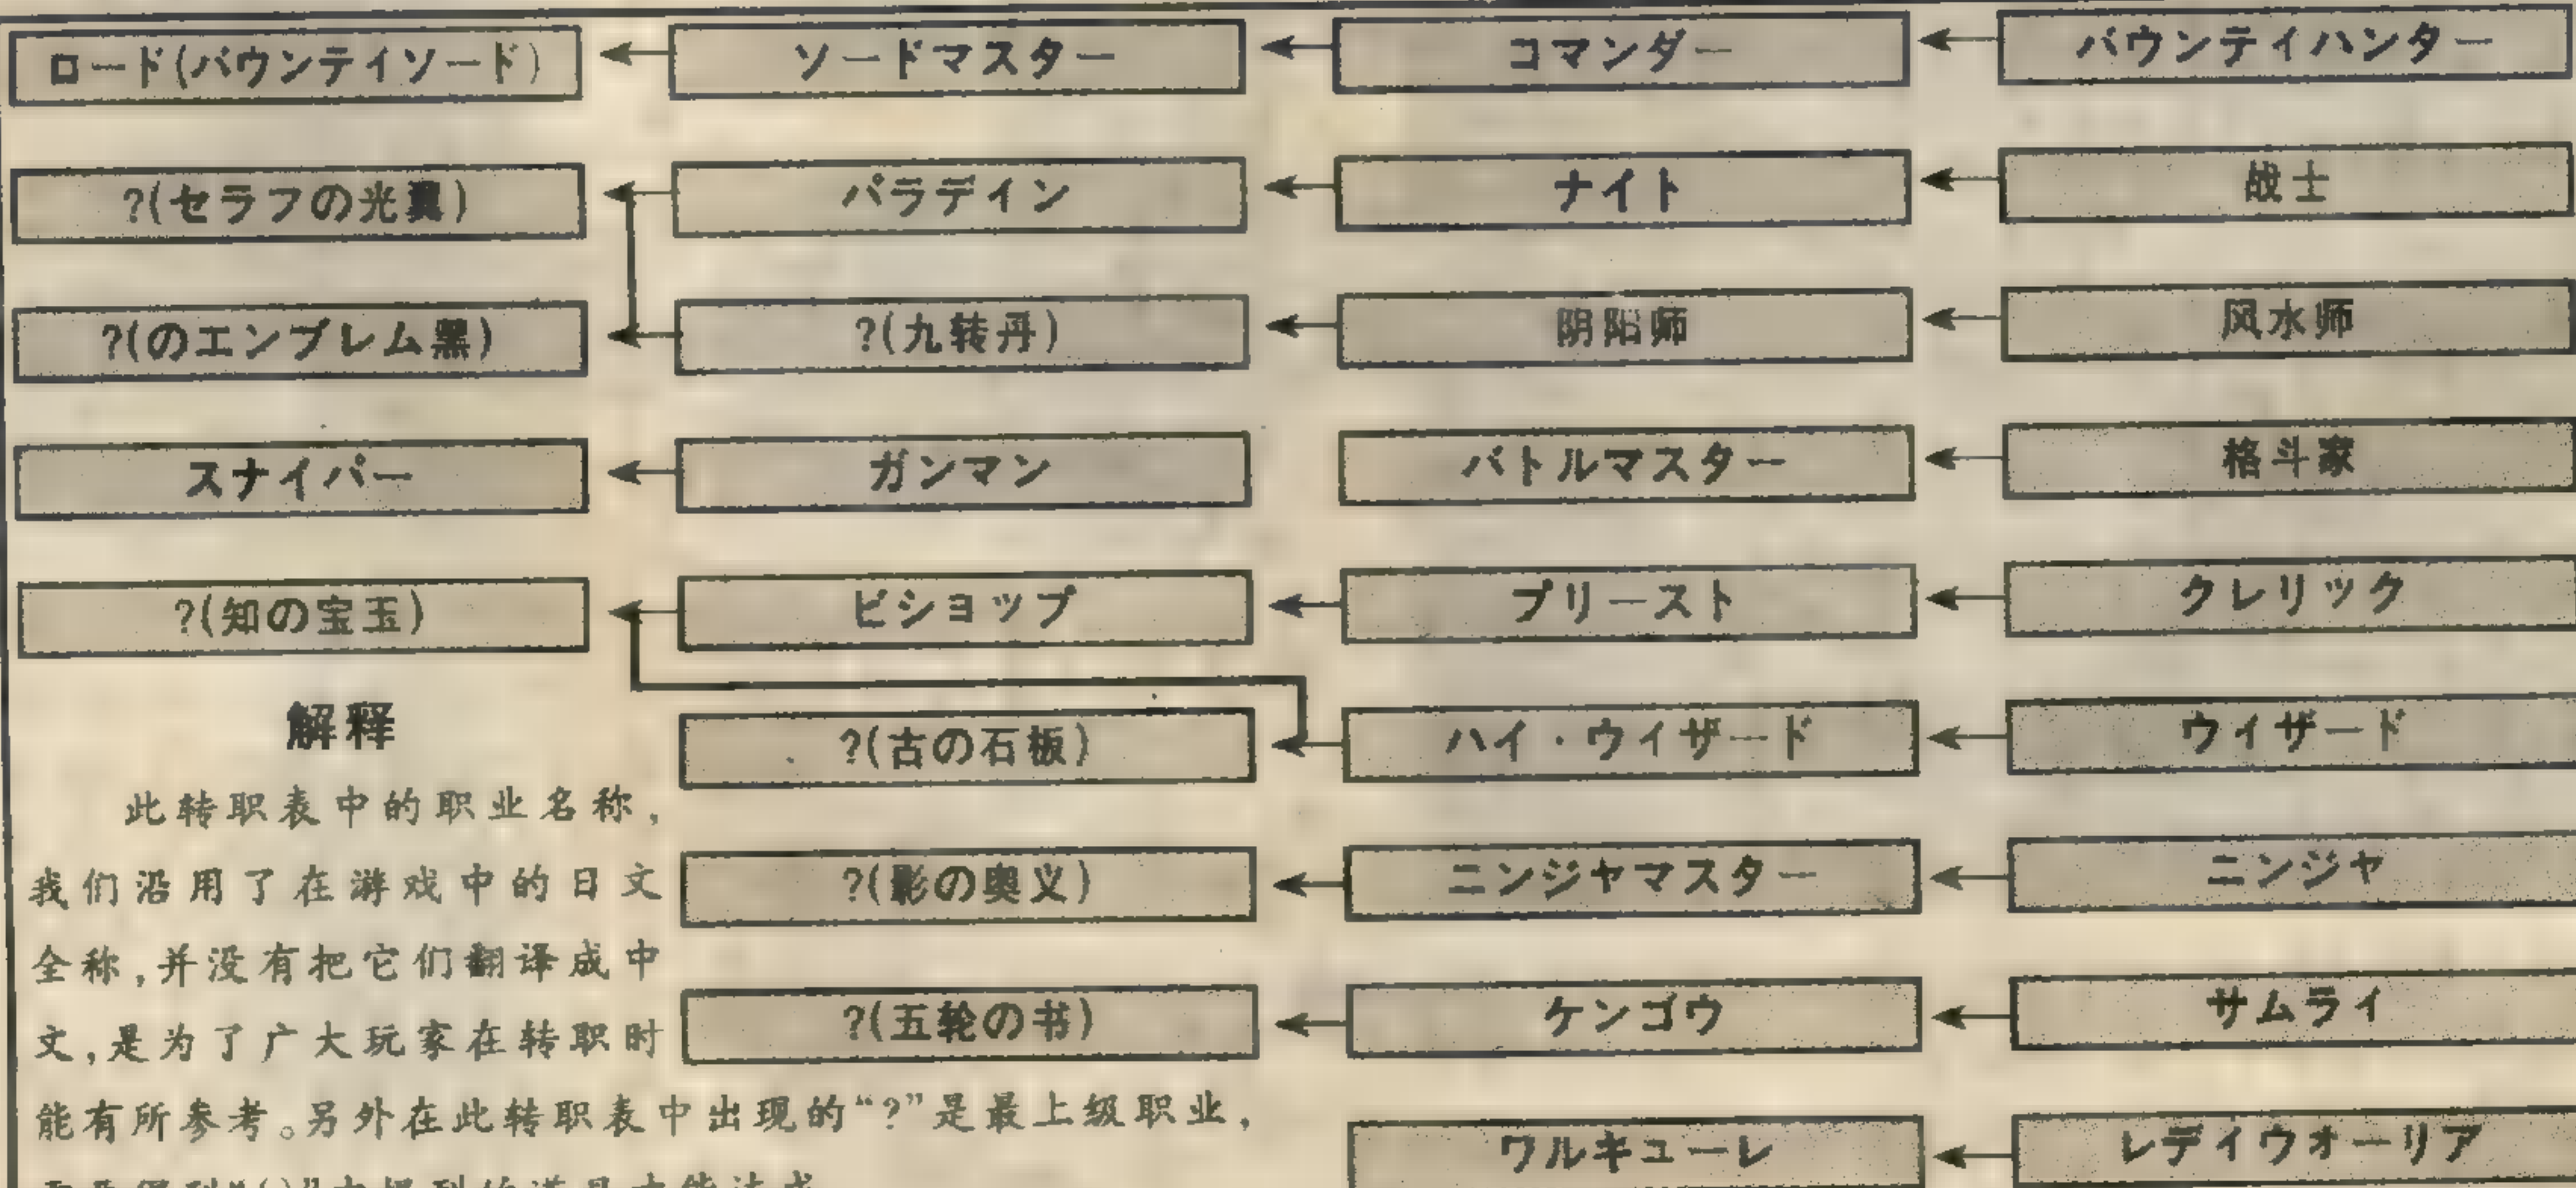 ロード(バウンテイソード) ソードマスター コマンダー バウンテイハンター
?(セラフの光翼) パラデイン ナイト 战士
?(のエンブレム黑) ?(九转丹) 阴阳师 风水师
スナイパー ガンマン バトルマスター 格斗家
?(知の宝玉) ビショップ プリースト クレリック
?(古の石板) ハイ・ウィザード ウィザード
?(影の奥义) ニンジャマスター ニンジャ
?(五轮の书) ケンゴウ サムライ
ワルキューレ レデイウオーリア
解释
此转职表中的职业名称,
我们沿用了在游戏中的日文
全称,并没有把它们翻译成中
文,是为了广大玩家在转职时
能有所参考。另外在此转职表中出现的“?”是最上级职业,